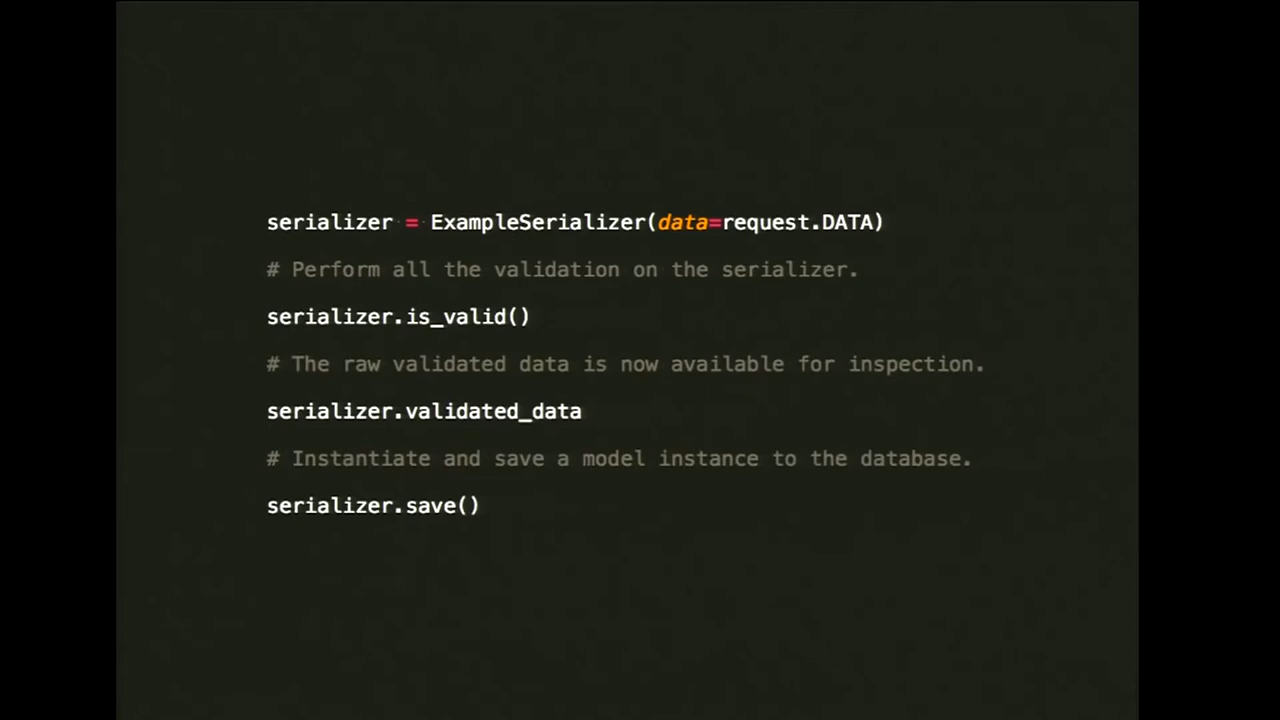 serializer = ExampleSerializer(data=request.DATA)
# Perform all the validation on the serializer.
serializer.is_valid()
# The raw validated data is now available for inspection.
serializer.validated_data
# Instantiate and save a model instance to the database.
serializer.save()